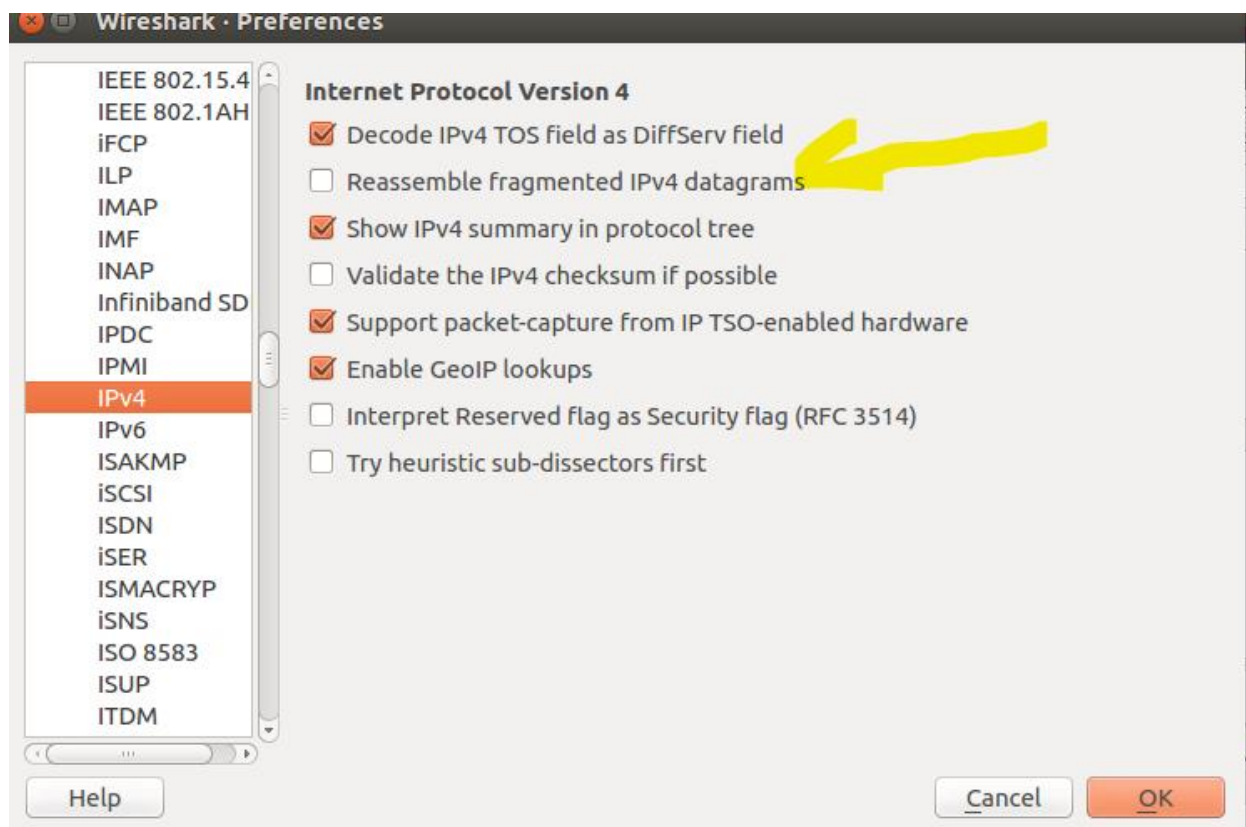 Wireshark · Preferences
IEEE 802.15.4
IEEE 802.1AH
iFCP
ILP
IMAP
IMF
INAP
Infiniband SD
IPDC
IPMI
IPv4
IPv6
ISAKMP
iSCSI
ISDN
iSER
ISMACRYP
iSNS
ISO 8583
ISUP
ITDM
Internet Protocol Version 4
Decode IPv4 TOS field as DiffServ field
Reassemble fragmented IPv4 datagrams
Show IPv4 summary in protocol tree
Validate the IPv4 checksum if possible
Support packet-capture from IP TSO-enabled hardware
Enable GeoIP lookups
Interpret Reserved flag as Security flag (RFC 3514)
Try heuristic sub-dissectors first
Help
Cancel
OK